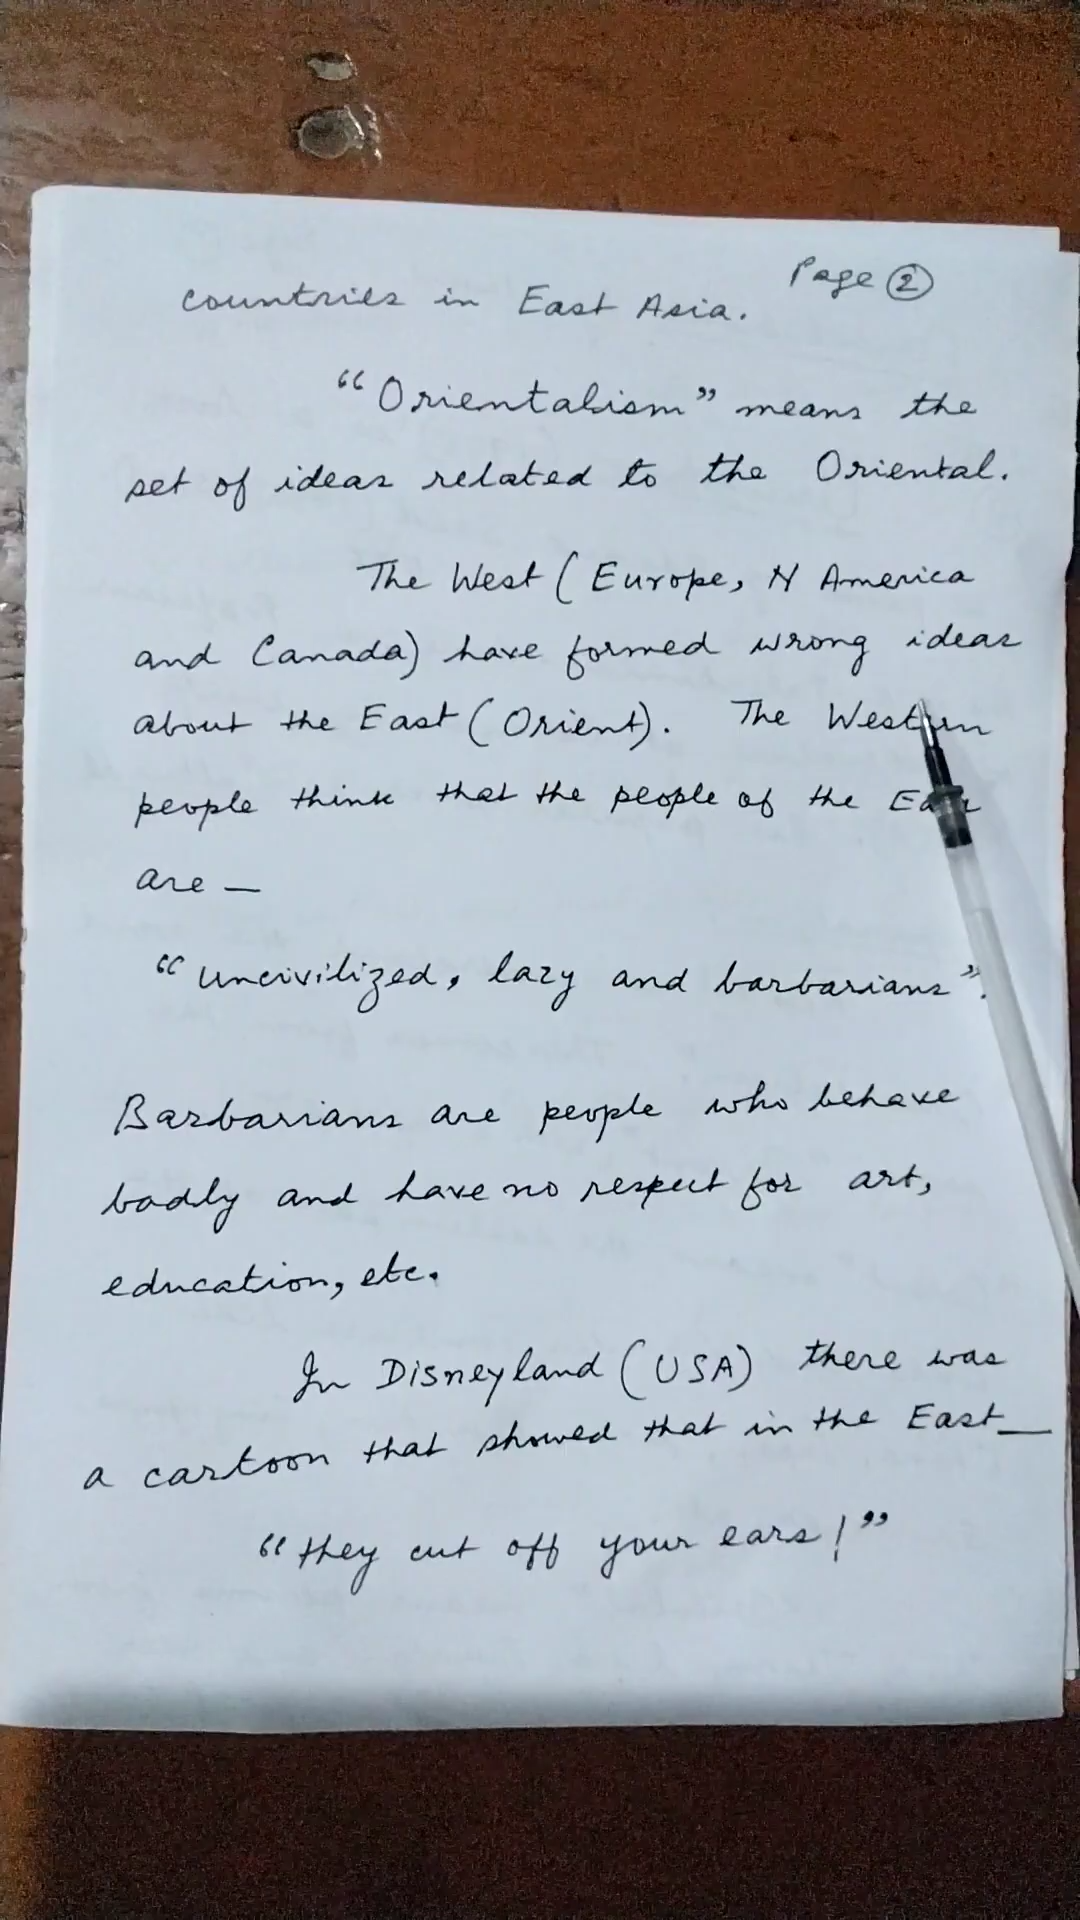 Page 2
countries in East Asia.
"Orientalism" means the
set of ideas related to the Oriental.
The West (Europe, N America
and Canada) have formed wrong ideas
about the East (Orient). The Western
people think that the people of the East
are —
"uncivilized, lazy and barbarians".
Barbarians are people who behave
badly and have no respect for art,
education, etc.
In Disneyland (USA) there was
a cartoon that showed that in the East —
"they cut off your ears!"